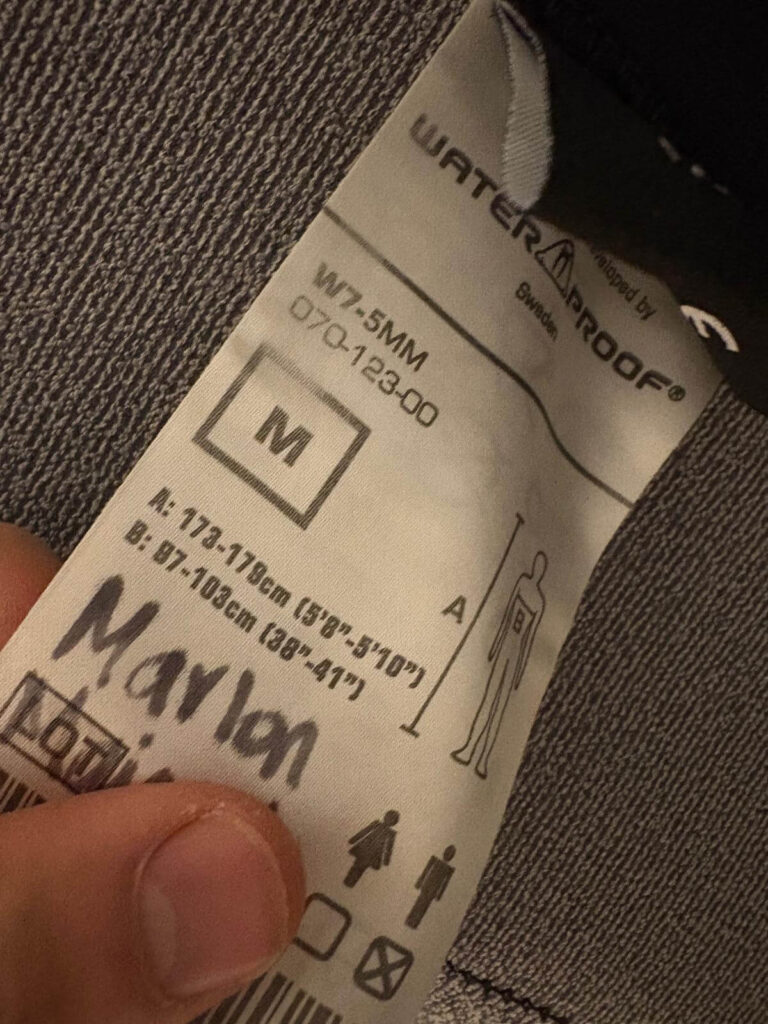 WATERPROOF®
Developed by
Sweden
W7-5MM
070-123-00
M
A: 173-178cm (5'8"-5'10")
B: 97-103cm (38"-41")
A
B
Marlon
LOT